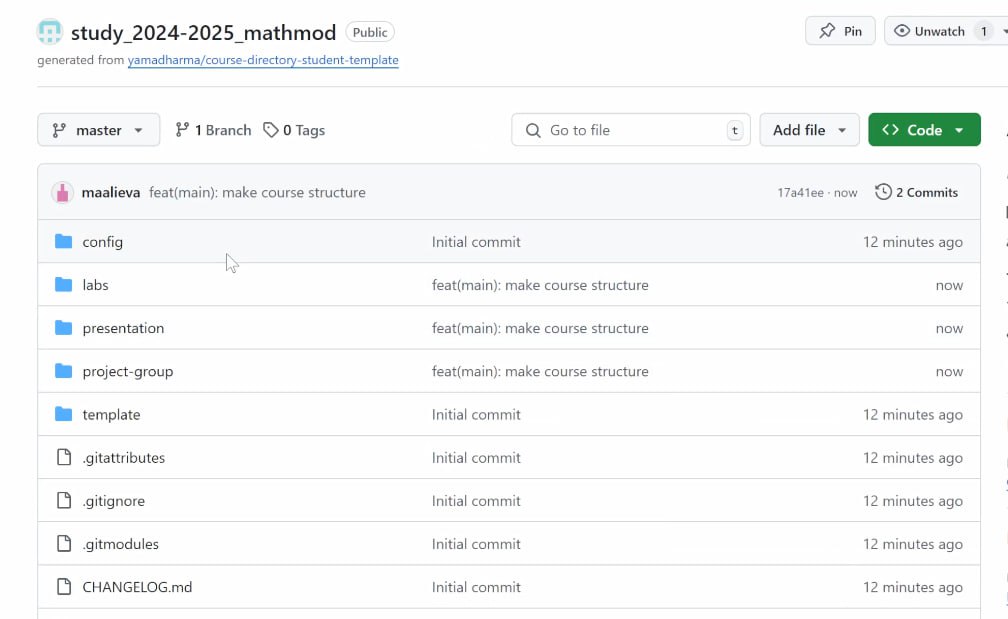 study_2024-2025_mathmod Public Pin Unwatch 1
generated from yamadharma/course-directory-student-template
master 1 Branch 0 Tags Go to file t Add file Code
maalieva feat(main): make course structure 17a41ee · now 2 Commits
config Initial commit 12 minutes ago
labs feat(main): make course structure now
presentation feat(main): make course structure now
project-group feat(main): make course structure now
template Initial commit 12 minutes ago
.gitattributes Initial commit 12 minutes ago
.gitignore Initial commit 12 minutes ago
.gitmodules Initial commit 12 minutes ago
CHANGELOG.md Initial commit 12 minutes ago